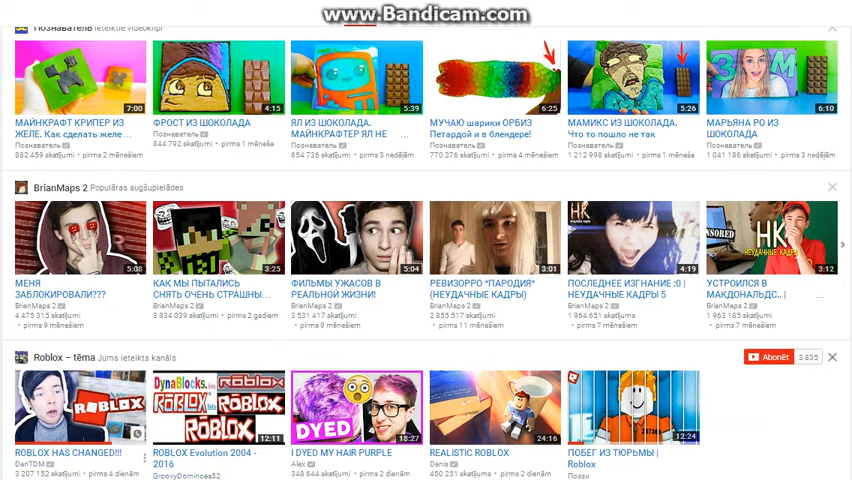 www.Bandicam.com
Познаватель Ieteiktie videoklipi
7:00
4:15
5:39
6:25
5:26
6:10
МАЙНКРАФТ КРИПЕР ИЗ ЖЕЛЕ. Как сделать желе ...
Познаватель
882 459 skatījumi • pirms 2 mēnešiem
ФРОСТ ИЗ ШОКОЛАДА
Познаватель
844 792 skatījumi • pirms 1 mēneša
ЯЛ ИЗ ШОКОЛАДА. МАЙНКРАФТЕР ЯЛ НЕ ...
Познаватель
654 736 skatījumi • pirms 3 nedēļām
МУЧАЮ шарики ОРБИЗ Петардой и в блендере!
Познаватель
770 276 skatījumi • pirms 4 mēnešiem
МАМИКС ИЗ ШОКОЛАДА. Что то пошло не так
Познаватель
1 212 998 skatījumi • pirms 1 mēneša
МАРЬЯНА РО ИЗ ШОКОЛАДА
Познаватель
1 041 186 skatījumi • pirms 3 nedēļām
BrianMaps 2 Populāras augšupielādes
5:08
3:25
5:04
3:01
НК
4:19
CENSORED
НК
НЕУДАЧНЫЕ КАДРЫ
3:12
МЕНЯ ЗАБЛОКИРОВАЛИ???
BrianMaps 2
4 475 315 skatījumi
• pirms 9 mēnešiem
КАК МЫ ПЫТАЛИСЬ СНЯТЬ ОЧЕНЬ СТРАШНЫ...
BrianMaps 2
3 834 039 skatījumi • pirms 2 gadiem
ФИЛЬМЫ УЖАСОВ В РЕАЛЬНОЙ ЖИЗНИ!
BrianMaps 2
3 531 417 skatījumi
• pirms 9 mēnešiem
РЕВИЗОРРО *ПАРОДИЯ* (НЕУДАЧНЫЕ КАДРЫ)
BrianMaps 2
2 855 517 skatījumi
• pirms 11 mēnešiem
ПОСЛЕДНЕЕ ИЗГНАНИЕ :0 | НЕУДАЧНЫЕ КАДРЫ 5
BrianMaps 2
1 964 651 skatījums
• pirms 7 mēnešiem
УСТРОИЛСЯ В МАКДОНАЛЬДС.. | ...
BrianMaps 2
1 963 185 skatījumi
• pirms 7 mēnešiem
Roblox – tēma Jums ieteikts kanāls
Abonēt 3 835
ROBLOX
DynaBlocks.
ROBLOX
ROBLOX
ROBLOX
ROBLOX
12:11
DYED
18:27
24:16
12:24
ROBLOX HAS CHANGED!!!
DanTDM
3 207 152 skatījumi • pirms 4 dienām
ROBLOX Evolution 2004 - 2016
GroovyDominoes52
I DYED MY HAIR PURPLE
Alex
348 644 skatījumi • pirms 2 dienām
REALISTIC ROBLOX
Denis
450 251 skatījums • pirms 2 dienām
ПОБЕГ ИЗ ТЮРЬМЫ | Roblox
Поззи